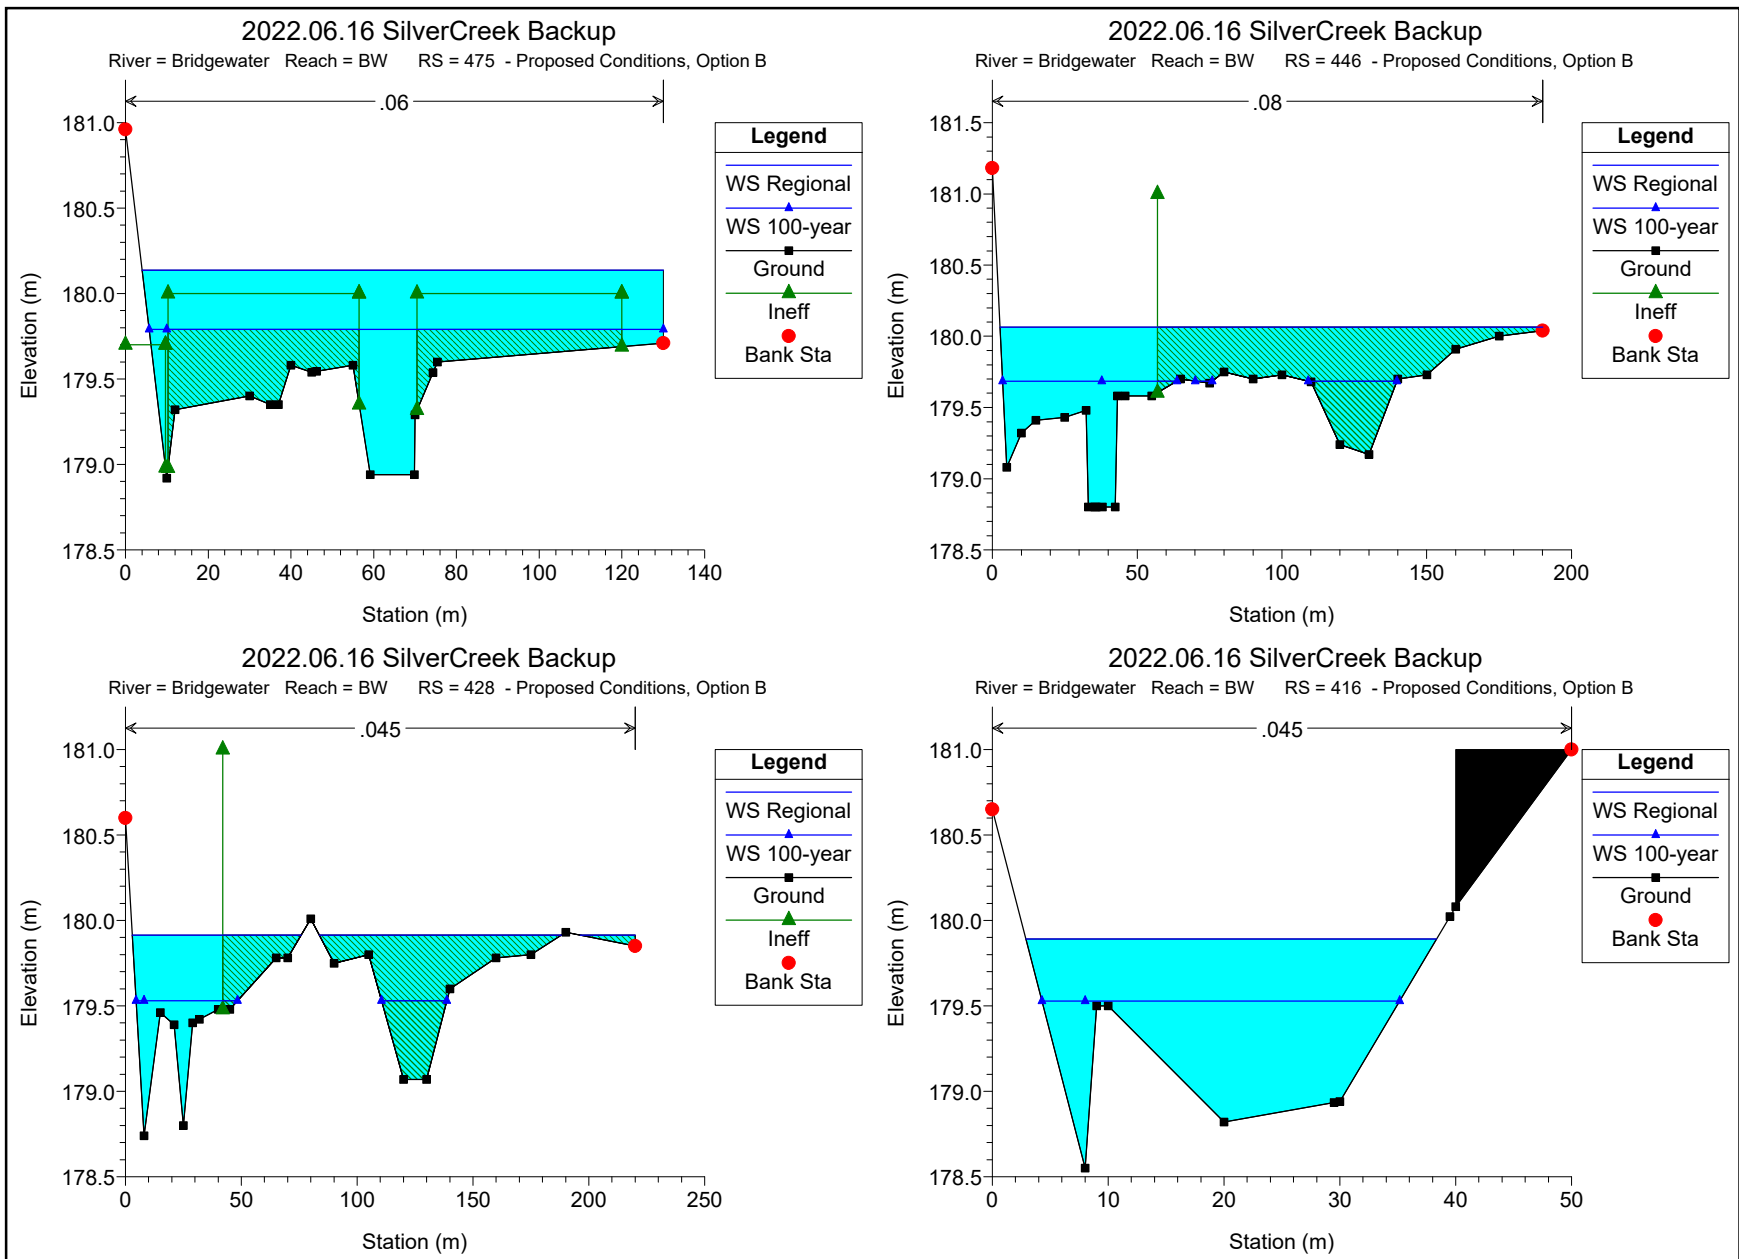 2022.06.16 SilverCreek Backup
River = Bridgewater Reach = BW RS = 475 - Proposed Conditions, Option B
.06
181.0
180.5
180.0
179.5
179.0
178.5
0 20 40 60 80 100 120 140
Station (m)
Elevation (m)
Legend
WS Regional
WS 100-year
Ground
Ineff
Bank Sta
2022.06.16 SilverCreek Backup
River = Bridgewater Reach = BW RS = 446 - Proposed Conditions, Option B
.08
181.5
181.0
180.5
180.0
179.5
179.0
178.5
0 50 100 150 200
Station (m)
Elevation (m)
Legend
WS Regional
WS 100-year
Ground
Ineff
Bank Sta
2022.06.16 SilverCreek Backup
River = Bridgewater Reach = BW RS = 428 - Proposed Conditions, Option B
.045
181.0
180.5
180.0
179.5
179.0
178.5
0 50 100 150 200 250
Station (m)
Elevation (m)
Legend
WS Regional
WS 100-year
Ground
Ineff
Bank Sta
2022.06.16 SilverCreek Backup
River = Bridgewater Reach = BW RS = 416 - Proposed Conditions, Option B
.045
181.0
180.5
180.0
179.5
179.0
178.5
0 10 20 30 40 50
Station (m)
Elevation (m)
Legend
WS Regional
WS 100-year
Ground
Bank Sta